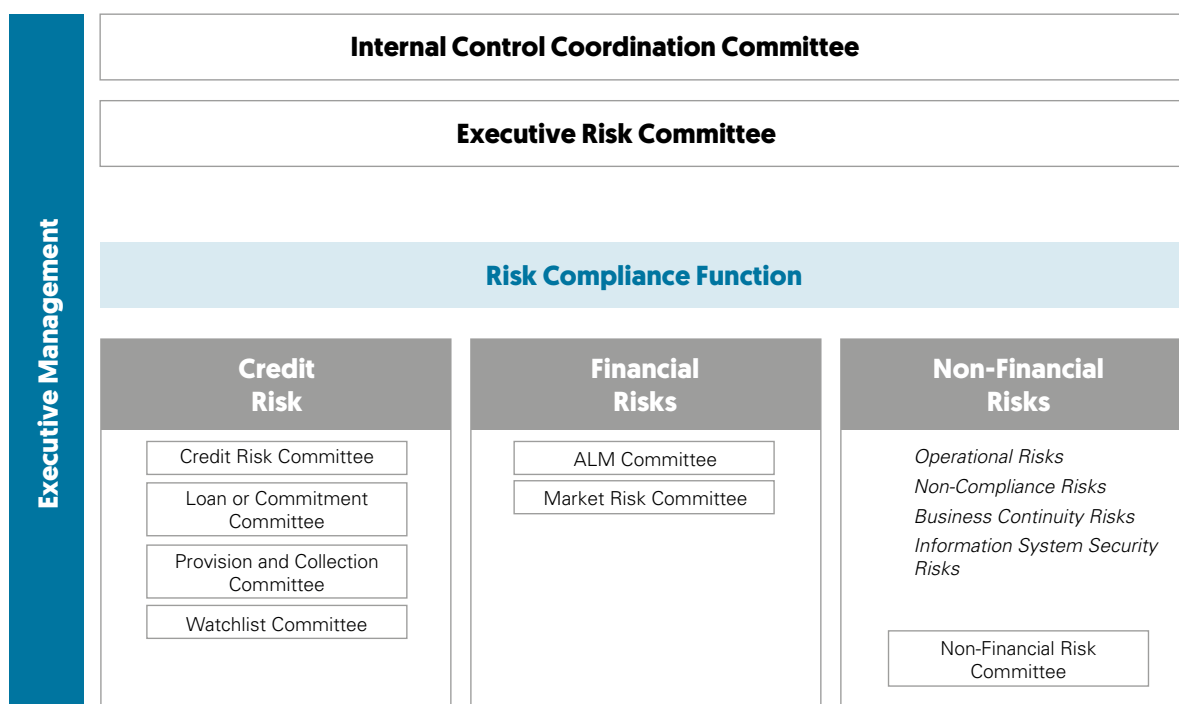 Executive Management
Internal Control Coordination Committee
Executive Risk Committee
Risk Compliance Function
Credit
Risk
Credit Risk Committee
Loan or Commitment
Committee
Provision and Collection
Committee
Watchlist Committee
Financial
Risks
ALM Committee
Market Risk Committee
Non-Financial
Risks
Operational Risks
Non-Compliance Risks
Business Continuity Risks
Information System Security
Risks
Non-Financial Risk
Committee